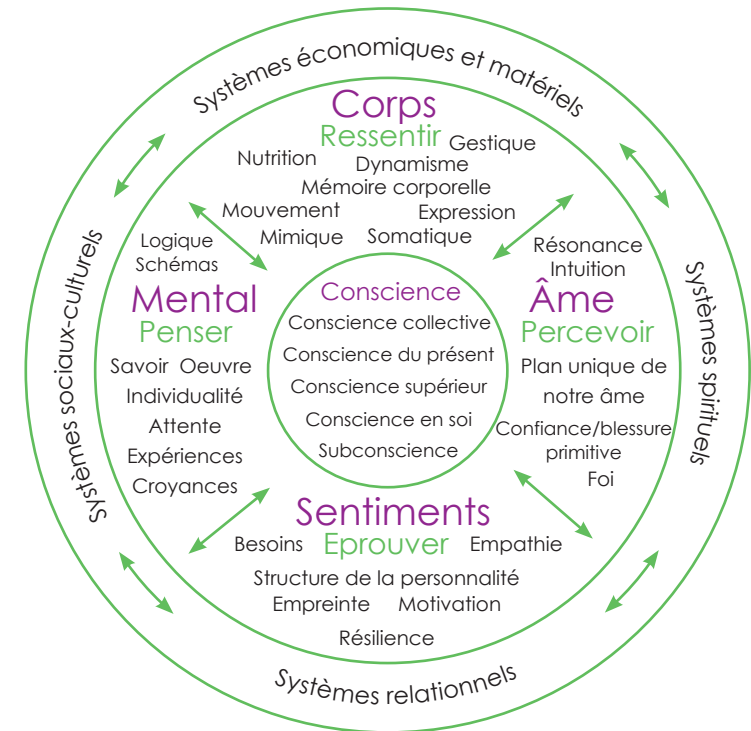 Systèmes économiques et matériels
Corps
Ressentir
Gestique
Nutrition
Dynamisme
Mémoire corporelle
Mouvement
Expression
Mimique
Somatique
Systèmes sociaux-culturels
Logique
Schémas
Mental
Penser
Savoir Oeuvre
Individualité
Attente
Expériences
Croyances
Conscience
Conscience collective
Conscience du présent
Conscience supérieur
Conscience en soi
Subconscience
Résonance
Intuition
Âme
Percevoir
Plan unique de
notre âme
Confiance/blessure
primitive
Foi
Systèmes spirituels
Sentiments
Besoins
Eprouver
Empathie
Structure de la personnalité
Empreinte
Motivation
Résilience
Systèmes relationnels